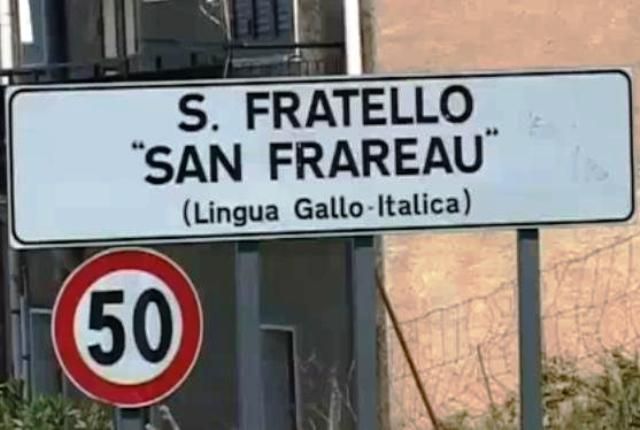 S. FRATELLO
"SAN FRAREAU"
(Lingua Gallo-Italica)
50